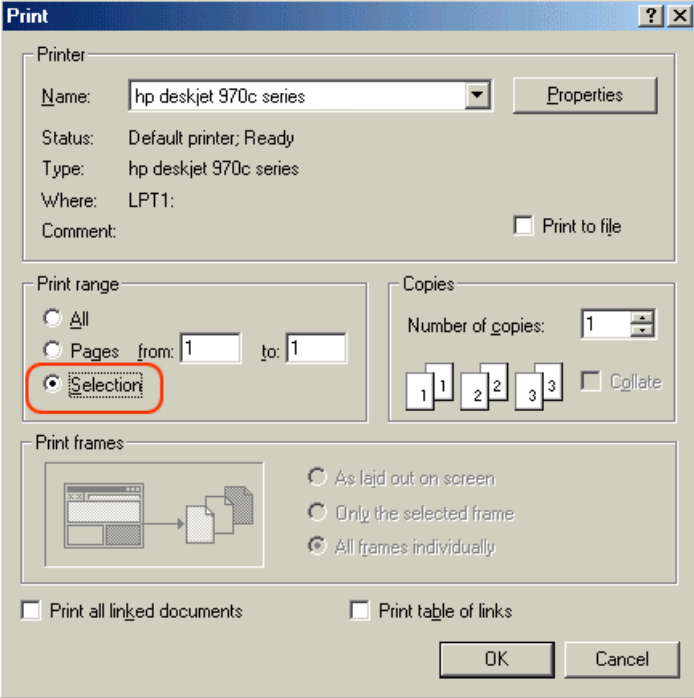 Print
Printer
Name: hp deskjet 970c series Properties
Status: Default printer; Ready
Type: hp deskjet 970c series
Where: LPT1:
Comment: Print to file
Print range
All
Pages from: 1 to: 1
Selection
Copies
Number of copies: 1
1 1 2 2 3 3 Collate
Print frames
As laid out on screen
Only the selected frame
All frames individually
Print all linked documents Print table of links
OK Cancel